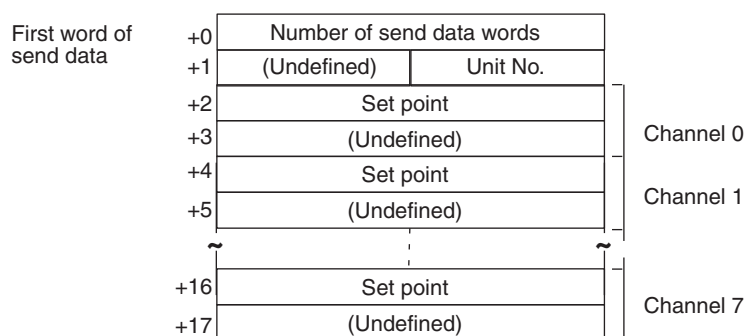 First word of
send data
+0 Number of send data words
+1 (Undefined) Unit No.
+2 Set point
+3 (Undefined)
Channel 0
+4 Set point
+5 (Undefined)
Channel 1
~ ~
+16 Set point
+17 (Undefined)
Channel 7